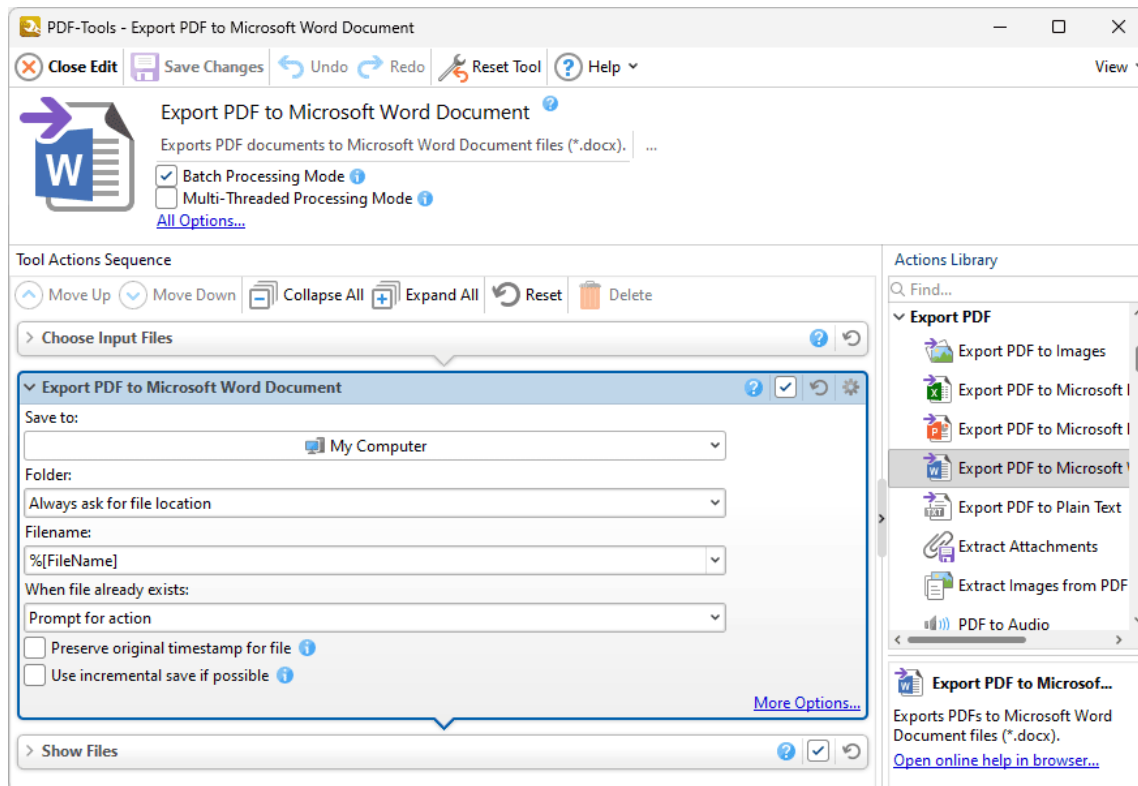 PDF-Tools - Export PDF to Microsoft Word Document
Close Edit Save Changes Undo Redo Reset Tool ? Help View
Export PDF to Microsoft Word Document ?
Exports PDF documents to Microsoft Word Document files (*.docx). ...
W
Batch Processing Mode i
Multi-Threaded Processing Mode i
All Options...
Tool Actions Sequence
Move Up Move Down Collapse All Expand All Reset Delete
Choose Input Files ?
Export PDF to Microsoft Word Document ?
Save to:
My Computer
Folder:
Always ask for file location
Filename:
%[FileName]
When file already exists:
Prompt for action
Preserve original timestamp for file i
Use incremental save if possible i
More Options...
Show Files ?
Actions Library
Find...
Export PDF
Export PDF to Images
X Export PDF to Microsoft
P Export PDF to Microsoft
W Export PDF to Microsoft
TXT Export PDF to Plain Text
Extract Attachments
Extract Images from PDF
PDF to Audio
W Export PDF to Microsof...
Exports PDFs to Microsoft Word
Document files (*.docx).
Open online help in browser...